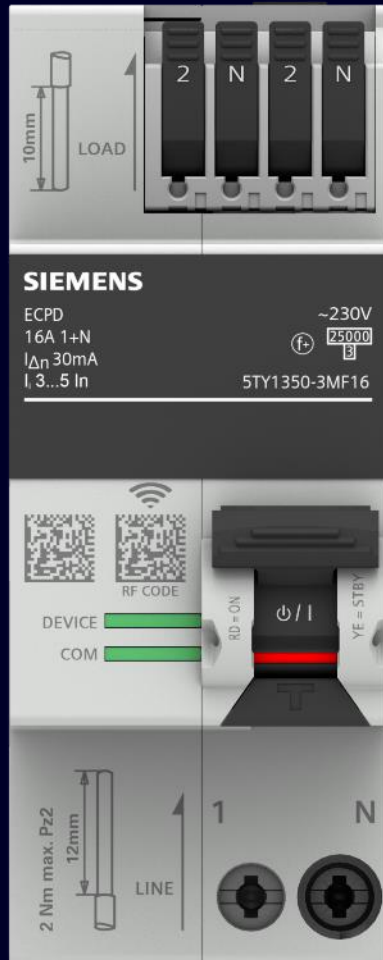 2 N 2 N
10mm
LOAD
SIEMENS
ECPD
~230V
16A 1+N
f+
25000
3
IΔn 30mA
Ii 3...5 In
5TY1350-3MF16
RF CODE
DEVICE
COM
RD = ON
⏻ / I
YE = STBY
T
2 Nm max. Pz2
12mm
LINE
1 N